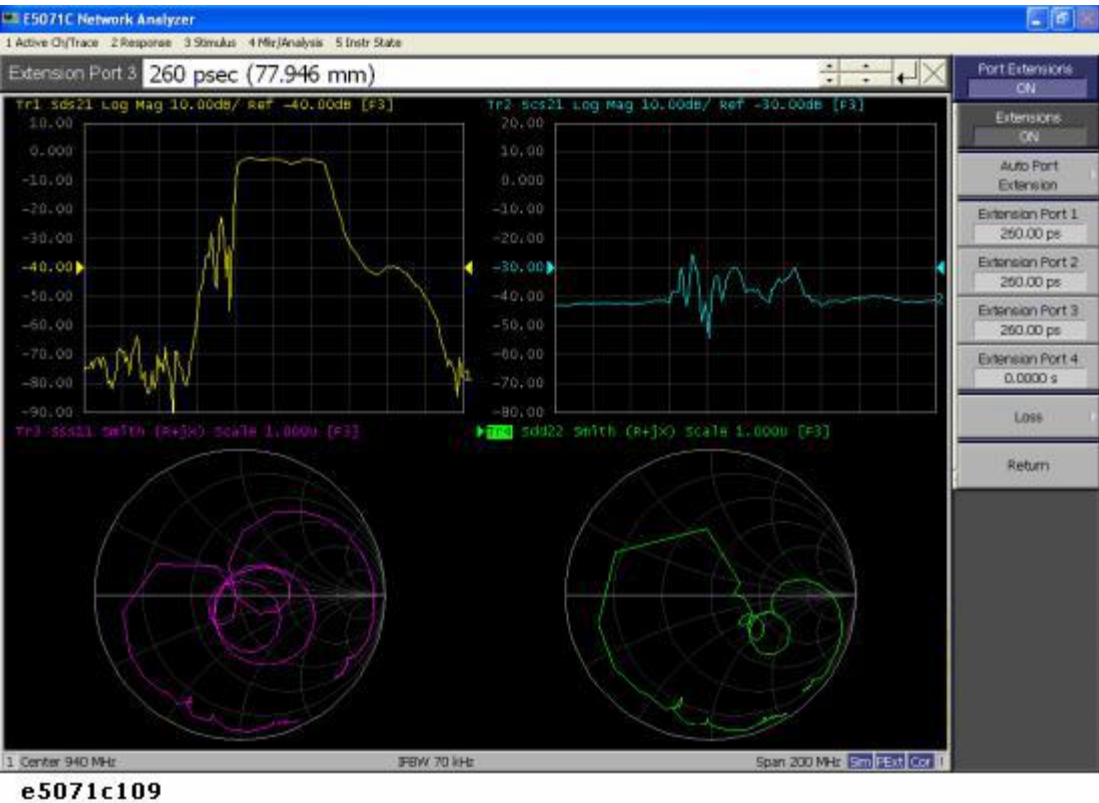 E5071C Network Analyzer
1 Active Ch/Trace 2 Response 3 Stimulus 4 Mkr/Analysis 5 Instr State
Extension Port 3 260 psec (77.946 mm)
Port Extensions
ON
Extensions
ON
Auto Port
Extension
Extension Port 1
260.00 ps
Extension Port 2
260.00 ps
Extension Port 3
260.00 ps
Extension Port 4
0.0000 s
Loss
Return
Tr1 Sds21 Log Mag 10.00dB/ Ref -40.00dB [F3]
10.00
0.000
-10.00
-20.00
-30.00
-40.00
-50.00
-60.00
-70.00
-80.00
-90.00
1
Tr2 Scs21 Log Mag 10.00dB/ Ref -30.00dB [F3]
20.00
10.00
0.000
-10.00
-20.00
-30.00
-40.00
-50.00
-60.00
-70.00
-80.00
2
Tr3 Sss11 Smith (R+jX) Scale 1.000U [F3]
Tr4 Sdd22 Smith (R+jX) Scale 1.000U [F3]
1 Center 940 MHz IFBW 70 kHz Span 200 MHz Sim PExt Cor !
e5071c109